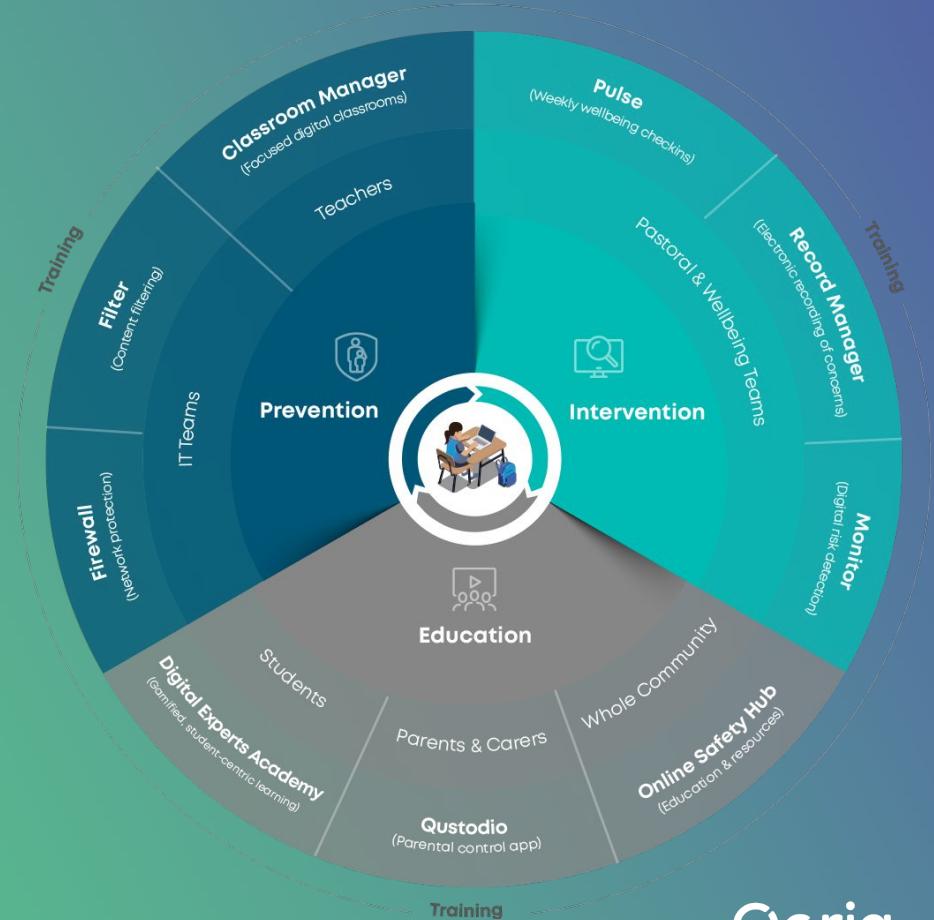 Classroom Manager
(Focused digital classrooms)
Teachers
Pulse
(Weekly wellbeing checkins)
Training
Filter
(Content filtering)
Pastoral & Wellbeing Teams
Record Manager
(Electronic recording of concerns)
Training
IT Teams
Prevention
Intervention
Firewall
(Network protection)
Monitor
(Digital risk detection)
Education
Students
Digital Experts Academy
(Gamified, student-centric learning)
Parents & Carers
Qustodio
(Parental control app)
Whole Community
Online Safety Hub
(Education & resources)
Training